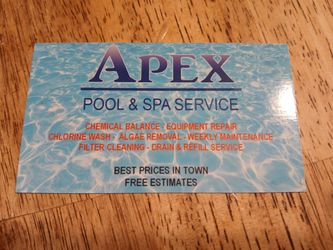 APEX
POOL & SPA SERVICE
CHEMICAL BALANCE - EQUIPMENT REPAIR
CHLORINE WASH - ALGAE REMOVAL - WEEKLY MAINTENANCE
FILTER CLEANING - DRAIN & REFILL SERVICE
BEST PRICES IN TOWN
FREE ESTIMATES